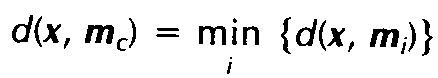 d(x, m_c) = min_i {d(x, m_i)}